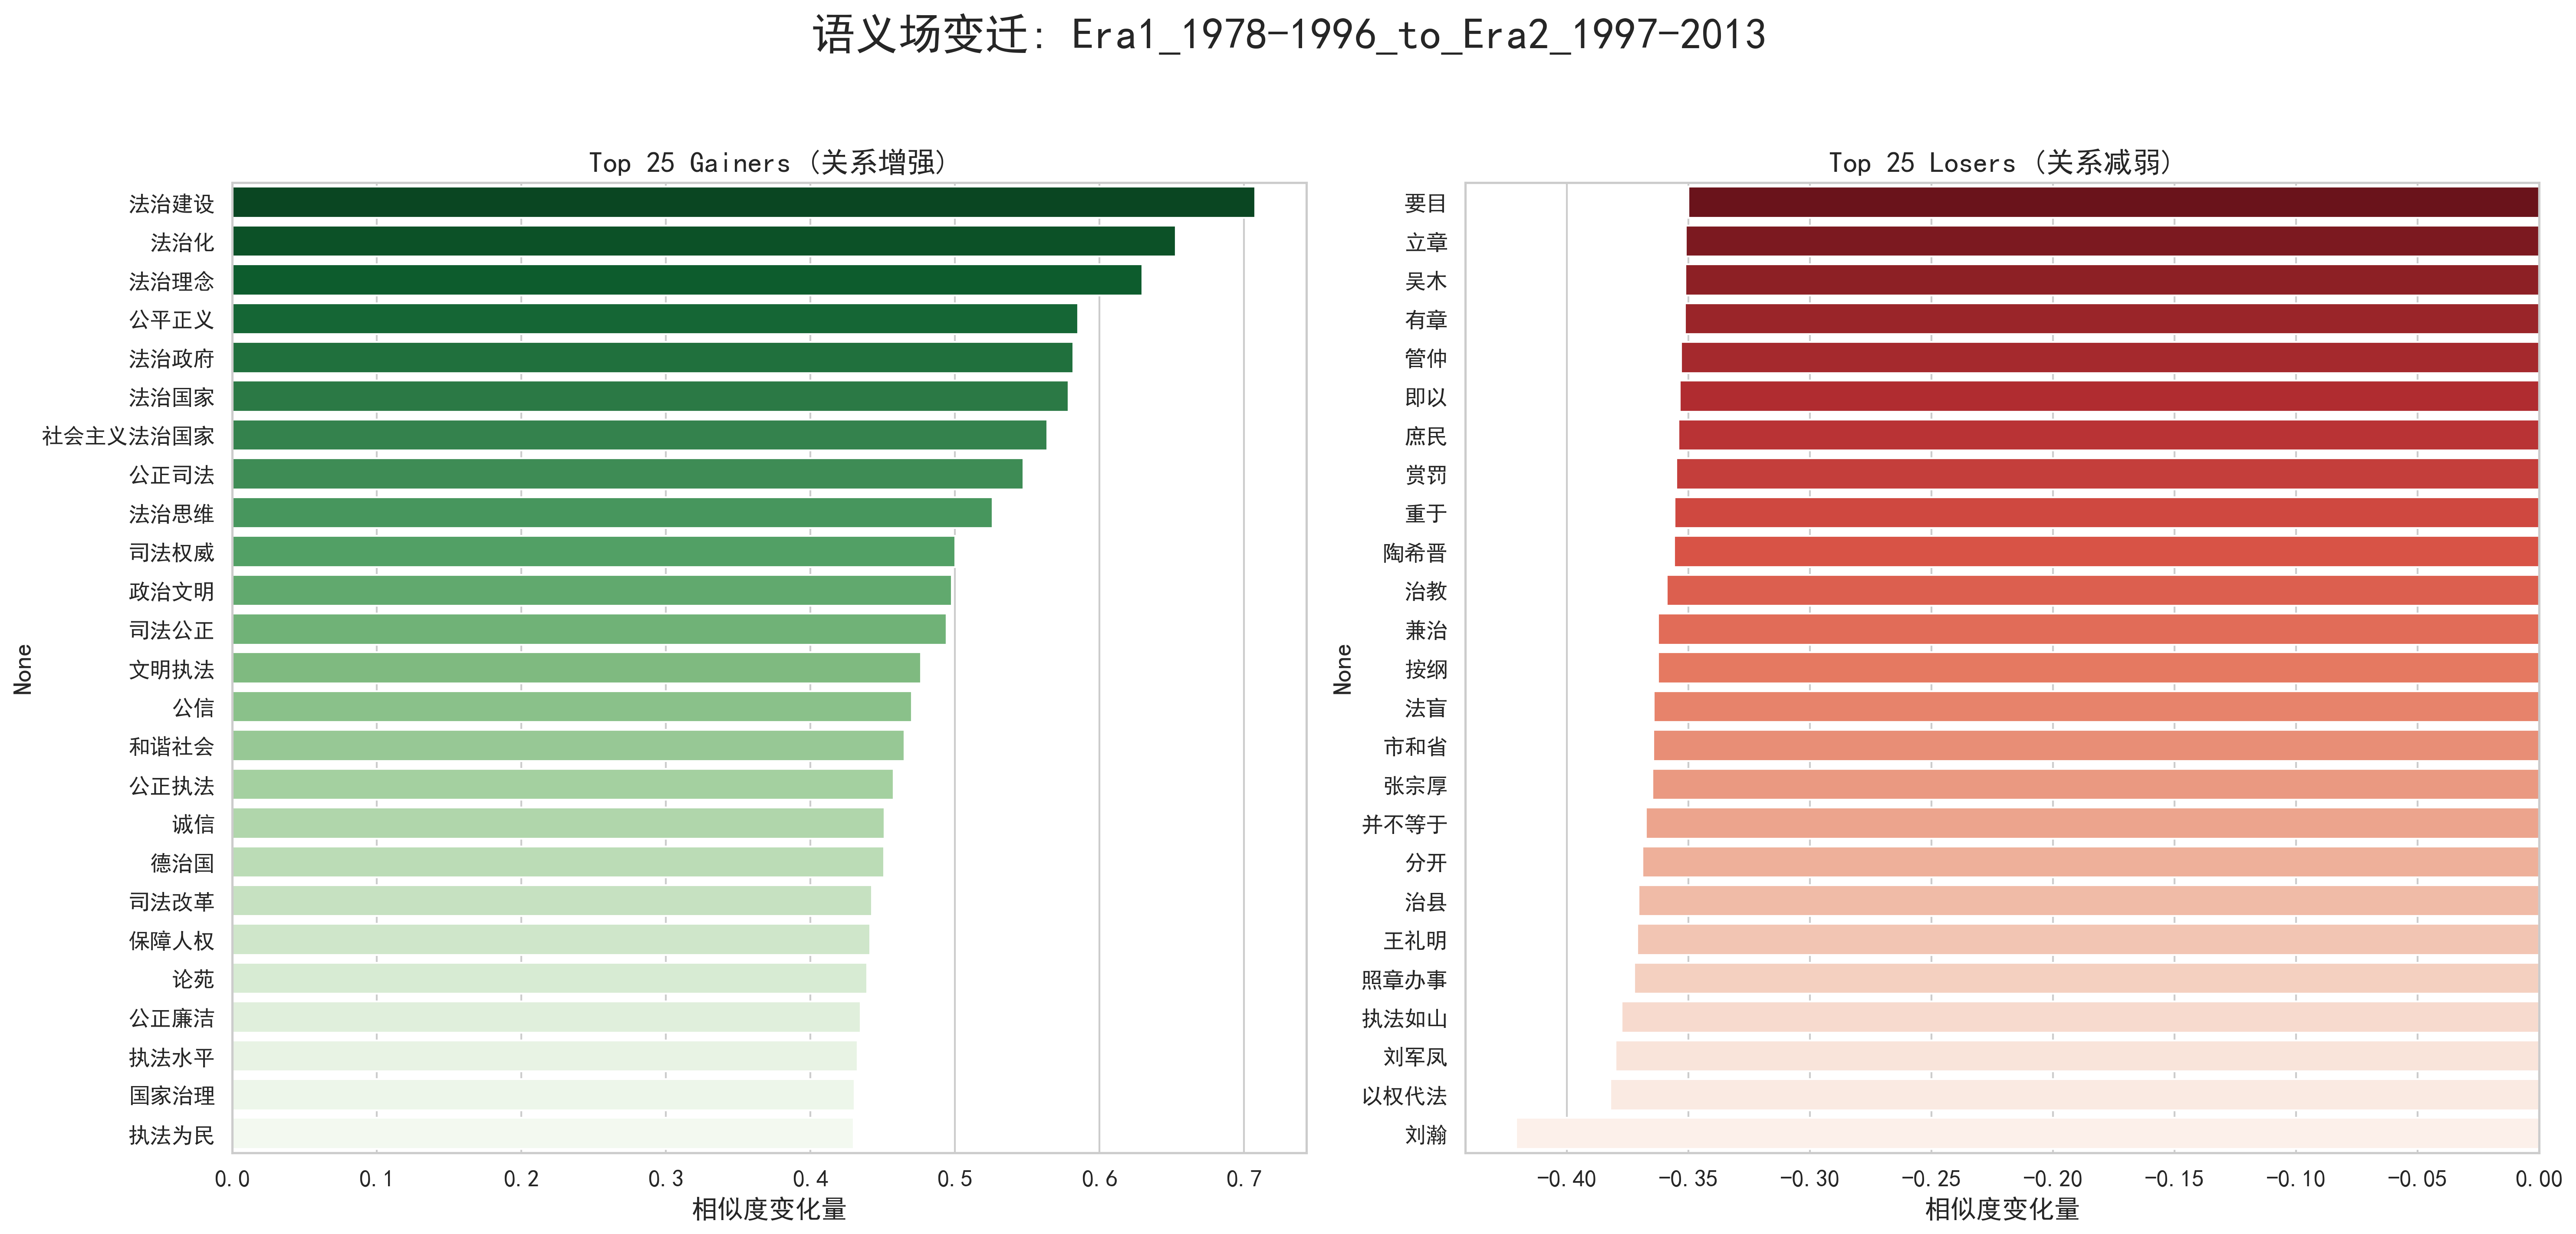 语义场变迁: Era1_1978-1996_to_Era2_1997-2013
Top 25 Gainers (关系增强)
None
法治建设
法治化
法治理念
公平正义
法治政府
法治国家
社会主义法治国家
公正司法
法治思维
司法权威
政治文明
司法公正
文明执法
公信
和谐社会
公正执法
诚信
德治国
司法改革
保障人权
论苑
公正廉洁
执法水平
国家治理
执法为民
0.0 0.1 0.2 0.3 0.4 0.5 0.6 0.7
相似度变化量
Top 25 Losers (关系减弱)
None
要目
立章
吴木
有章
管仲
即以
庶民
赏罚
重于
陶希晋
治教
兼治
按纲
法盲
市和省
张宗厚
并不等于
分开
治县
王礼明
照章办事
执法如山
刘军凤
以权代法
刘瀚
-0.40 -0.35 -0.30 -0.25 -0.20 -0.15 -0.10 -0.05 0.00
相似度变化量